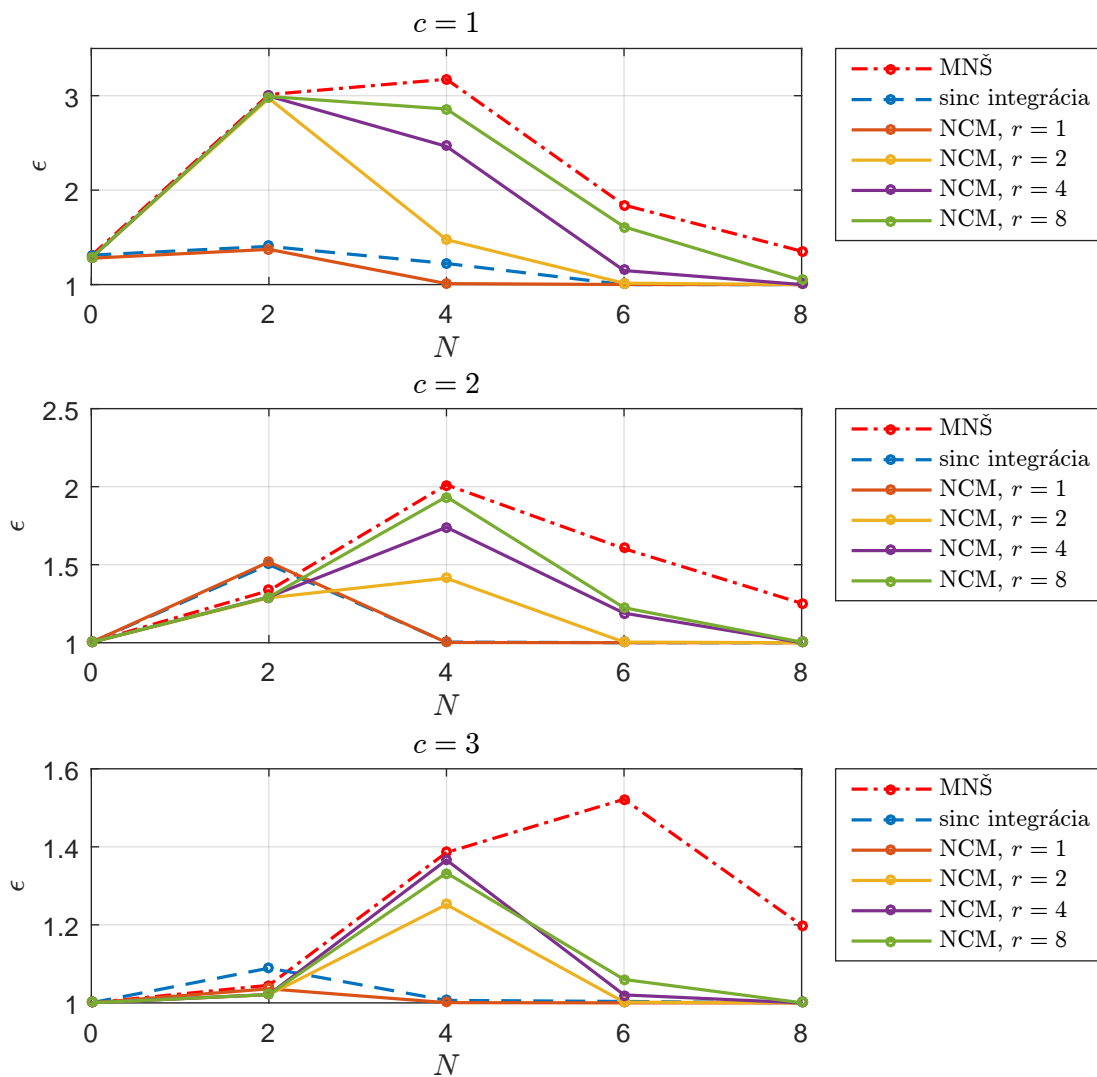 c = 1
3
2
1
ϵ
0 2 4 6 8
N
MNŠ
sinc integrácia
NCM, r = 1
NCM, r = 2
NCM, r = 4
NCM, r = 8
c = 2
2.5
2
1.5
1
ϵ
0 2 4 6 8
N
MNŠ
sinc integrácia
NCM, r = 1
NCM, r = 2
NCM, r = 4
NCM, r = 8
c = 3
1.6
1.4
1.2
1
ϵ
0 2 4 6 8
N
MNŠ
sinc integrácia
NCM, r = 1
NCM, r = 2
NCM, r = 4
NCM, r = 8